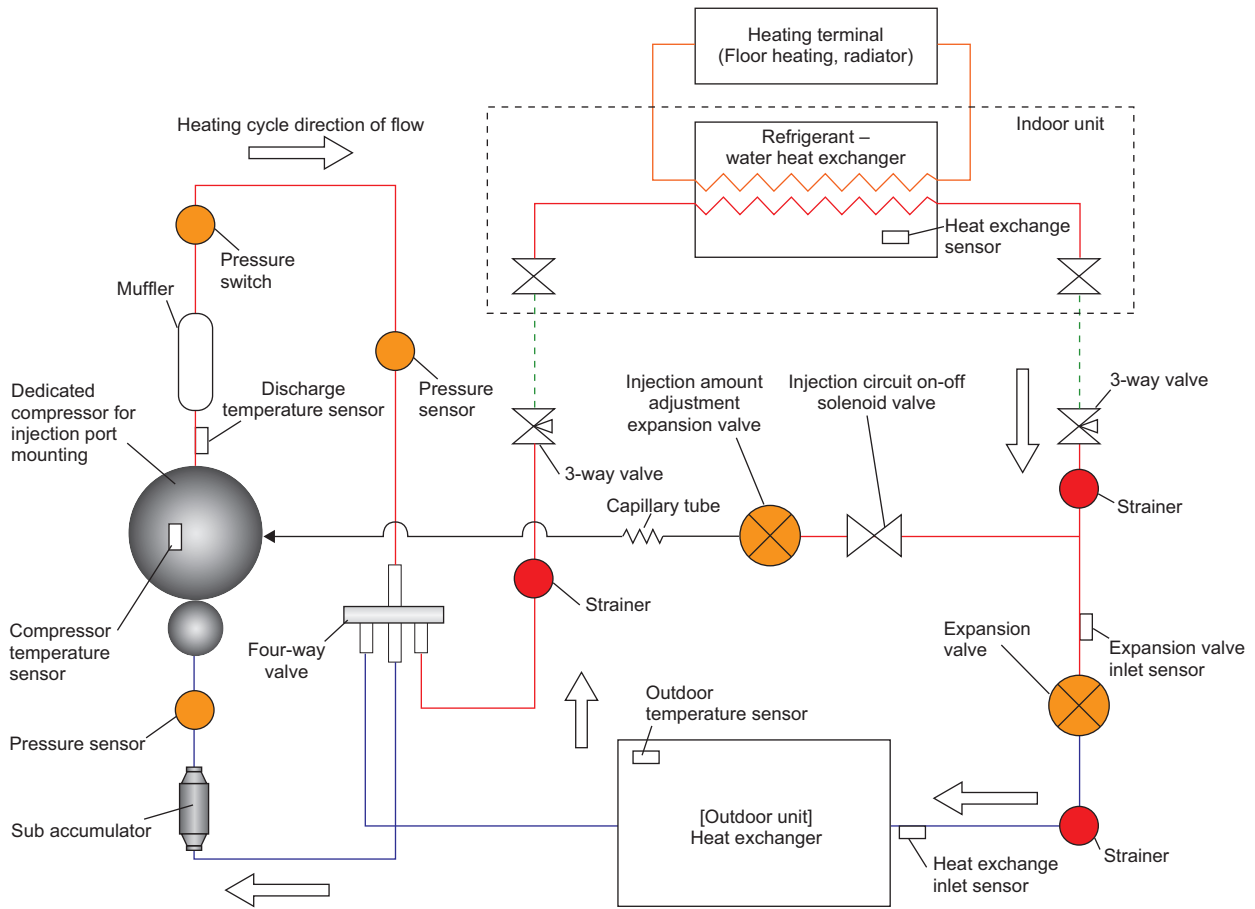 Heating terminal
(Floor heating, radiator)
Heating cycle direction of flow
Indoor unit
Refrigerant –
water heat exchanger
Heat exchange
sensor
Pressure
switch
Muffler
Dedicated
compressor for
injection port
mounting
Discharge
temperature sensor
Pressure
sensor
Injection amount
adjustment
expansion valve
Injection circuit on-off
solenoid valve
3-way valve
3-way valve
Capillary tube
Strainer
Strainer
Compressor
temperature
sensor
Four-way
valve
Expansion
valve
Expansion valve
inlet sensor
Outdoor
temperature sensor
Pressure sensor
Sub accumulator
[Outdoor unit]
Heat exchanger
Heat exchange
inlet sensor
Strainer